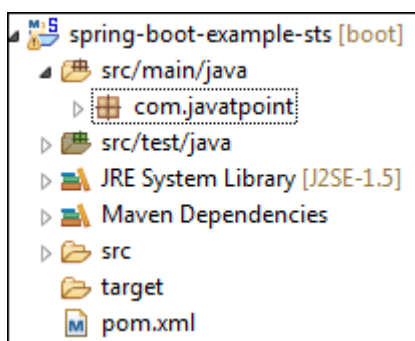 spring-boot-example-sts [boot]
src/main/java
com.javatpoint
src/test/java
JRE System Library [J2SE-1.5]
Maven Dependencies
src
target
pom.xml